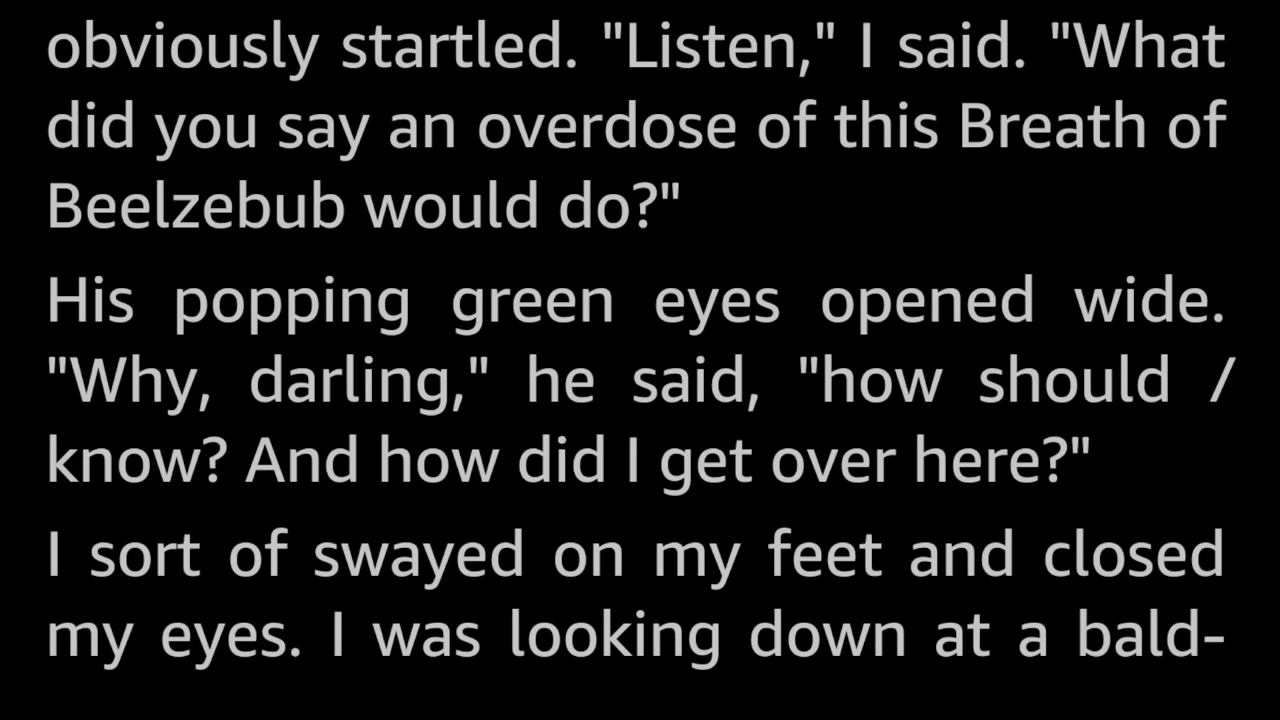 obviously startled. "Listen," I said. "What
did you say an overdose of this Breath of
Beelzebub would do?"
His popping green eyes opened wide.
"Why, darling," he said, "how should /
know? And how did I get over here?"
I sort of swayed on my feet and closed
my eyes. I was looking down at a bald-